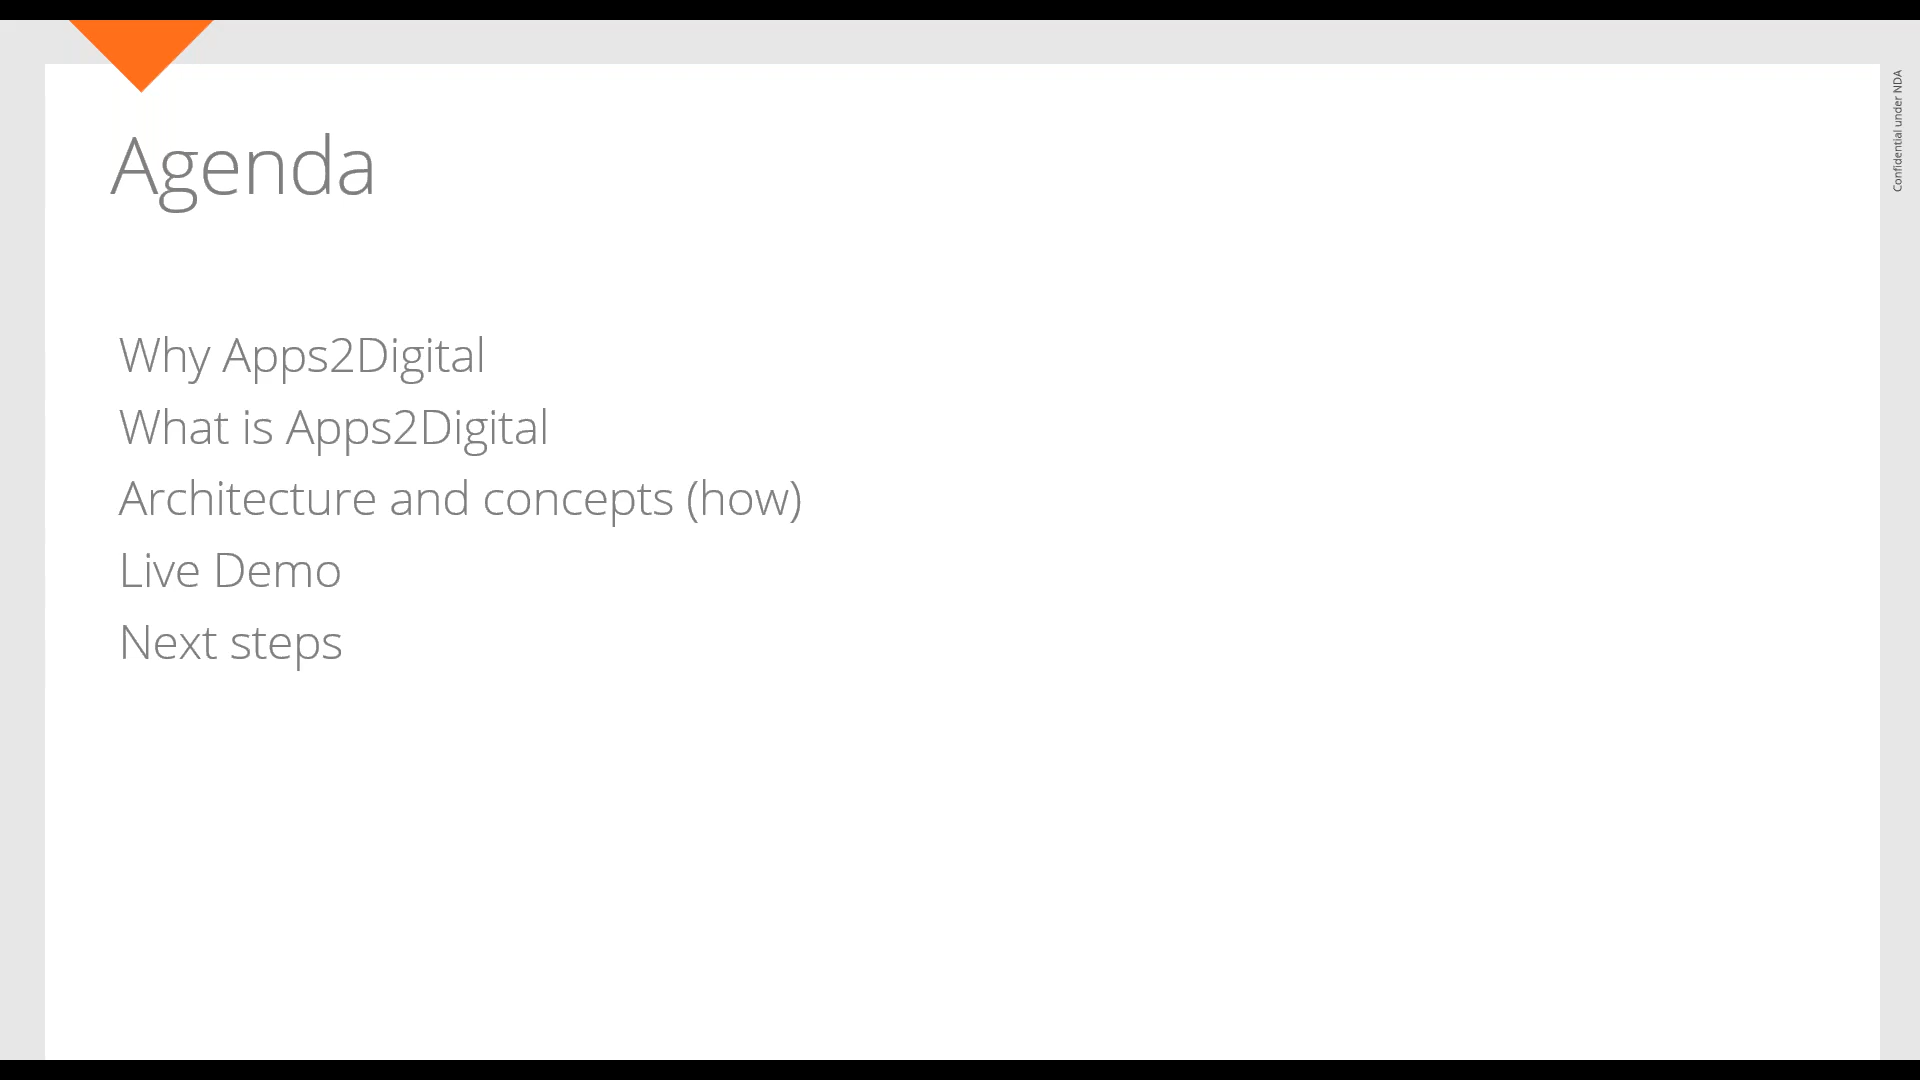 Agenda
Why Apps2Digital
What is Apps2Digital
Architecture and concepts (how)
Live Demo
Next steps
Confidential under NDA